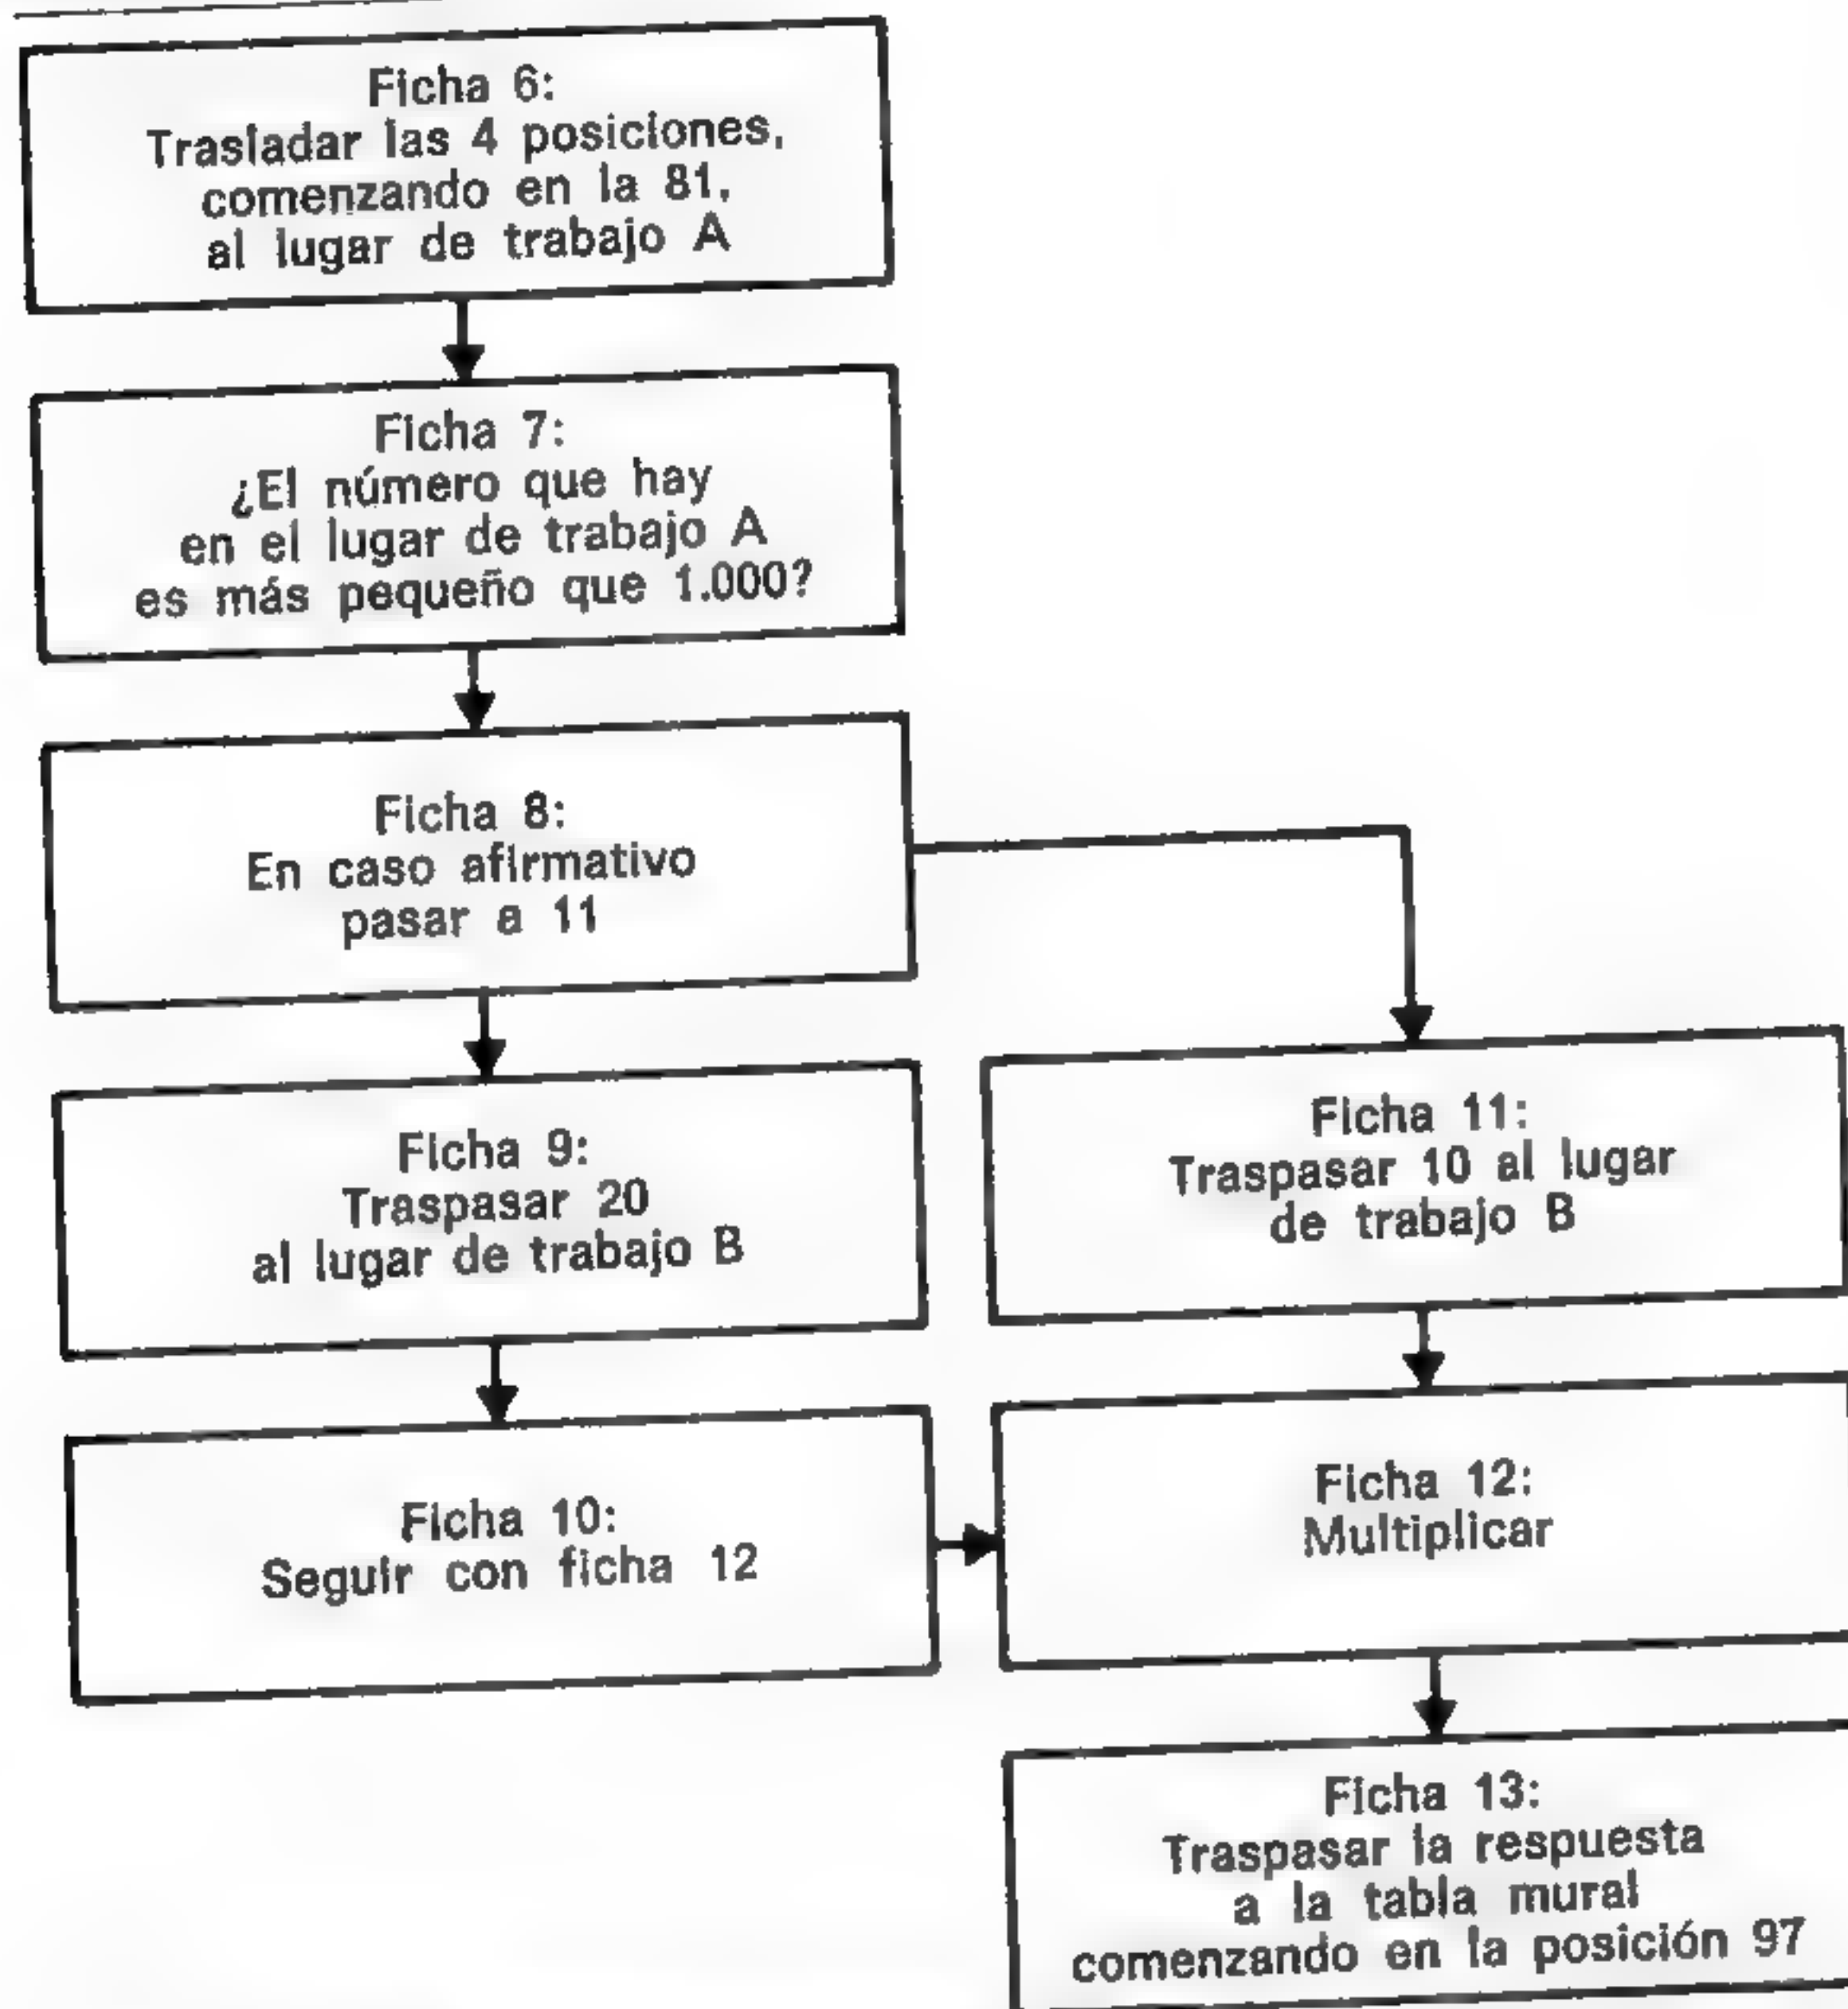 Ficha 6:
Trasladar las 4 posiciones,
comenzando en la 81,
al lugar de trabajo A
Ficha 7:
¿El número que hay
en el lugar de trabajo A
es más pequeño que 1.000?
Ficha 8:
En caso afirmativo
pasar a 11
Ficha 9:
Traspasar 20
al lugar de trabajo B
Ficha 10:
Seguir con ficha 12
Ficha 11:
Traspasar 10 al lugar
de trabajo B
Ficha 12:
Multiplicar
Ficha 13:
Traspasar la respuesta
a la tabla mural
comenzando en la posición 97